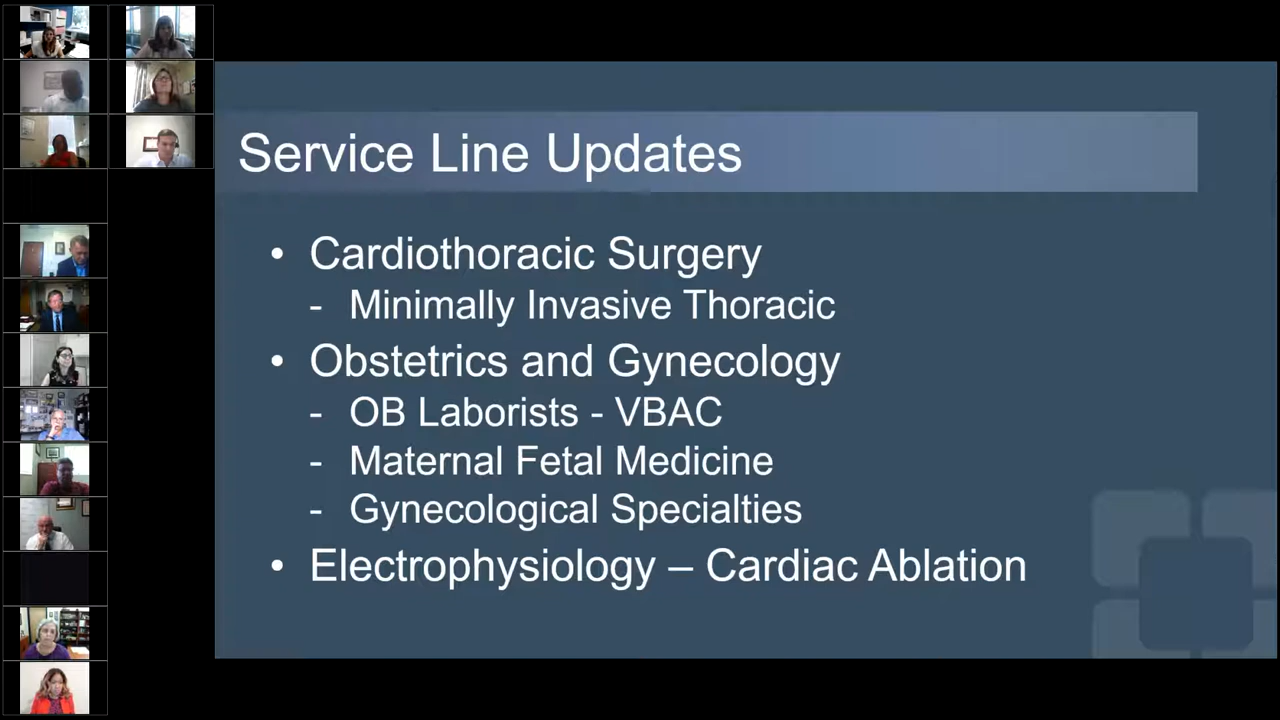 Service Line Updates
• Cardiothoracic Surgery
- Minimally Invasive Thoracic
• Obstetrics and Gynecology
- OB Laborists - VBAC
- Maternal Fetal Medicine
- Gynecological Specialties
• Electrophysiology – Cardiac Ablation